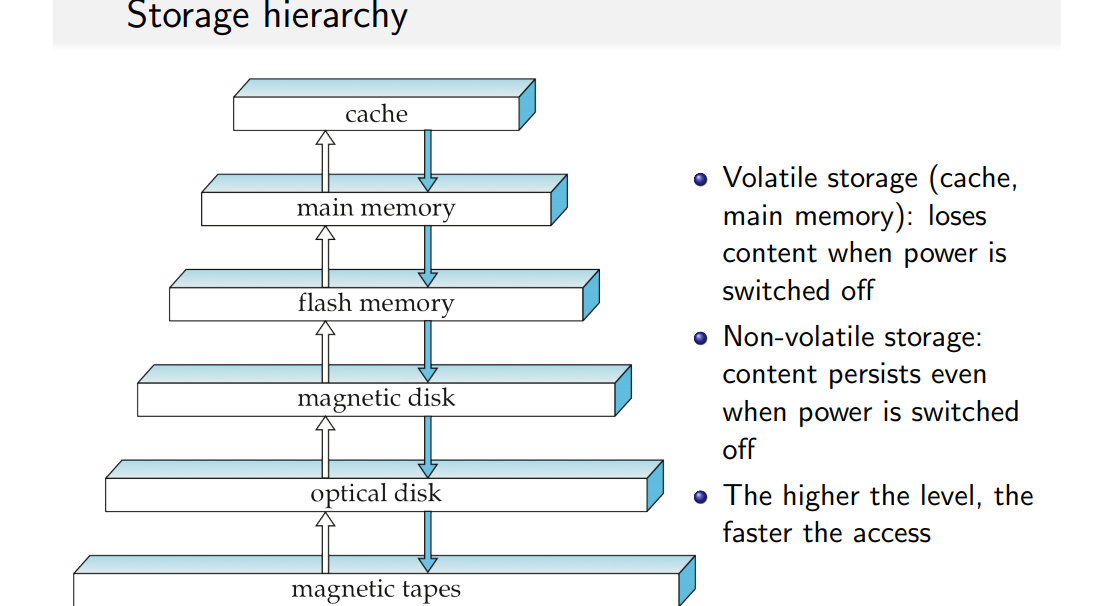 Storage hierarchy
cache
main memory
flash memory
magnetic disk
optical disk
magnetic tapes
Volatile storage (cache,
main memory): loses
content when power is
switched off
Non-volatile storage:
content persists even
when power is switched
off
The higher the level, the
faster the access